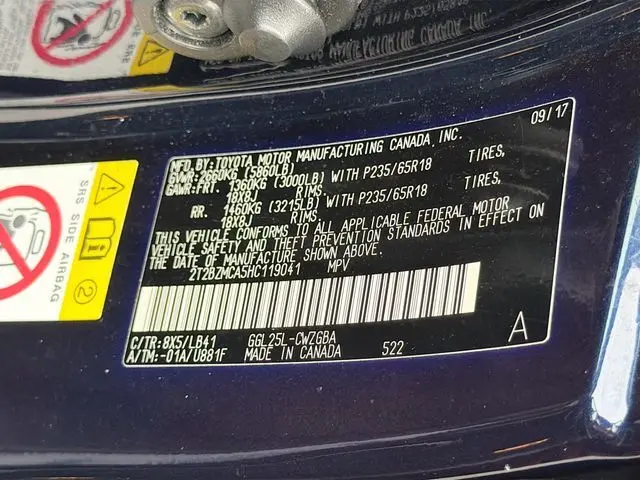 09/17
MFD. BY: TOYOTA MOTOR MANUFACTURING CANADA, INC.
GVWR: 2660KG (5860LB)
GAWR: FRT. 1360KG (3000LB) WITH P235/65R18 TIRES,
18X8J RIMS
RR. 1460KG (3215LB) WITH P235/65R18 TIRES,
18X8J RIMS.
THIS VEHICLE CONFORMS TO ALL APPLICABLE FEDERAL MOTOR
VEHICLE SAFETY AND THEFT PREVENTION STANDARDS IN EFFECT ON
THE DATE OF MANUFACTURE SHOWN ABOVE.
2T2BZMCA5HC119041 MPV
C/TR: 8X5/LB41 GGL25L-CWZGBA
A/TM: -01A/U881F MADE IN CANADA 522
A
SRS SIDE AIRBAG
2